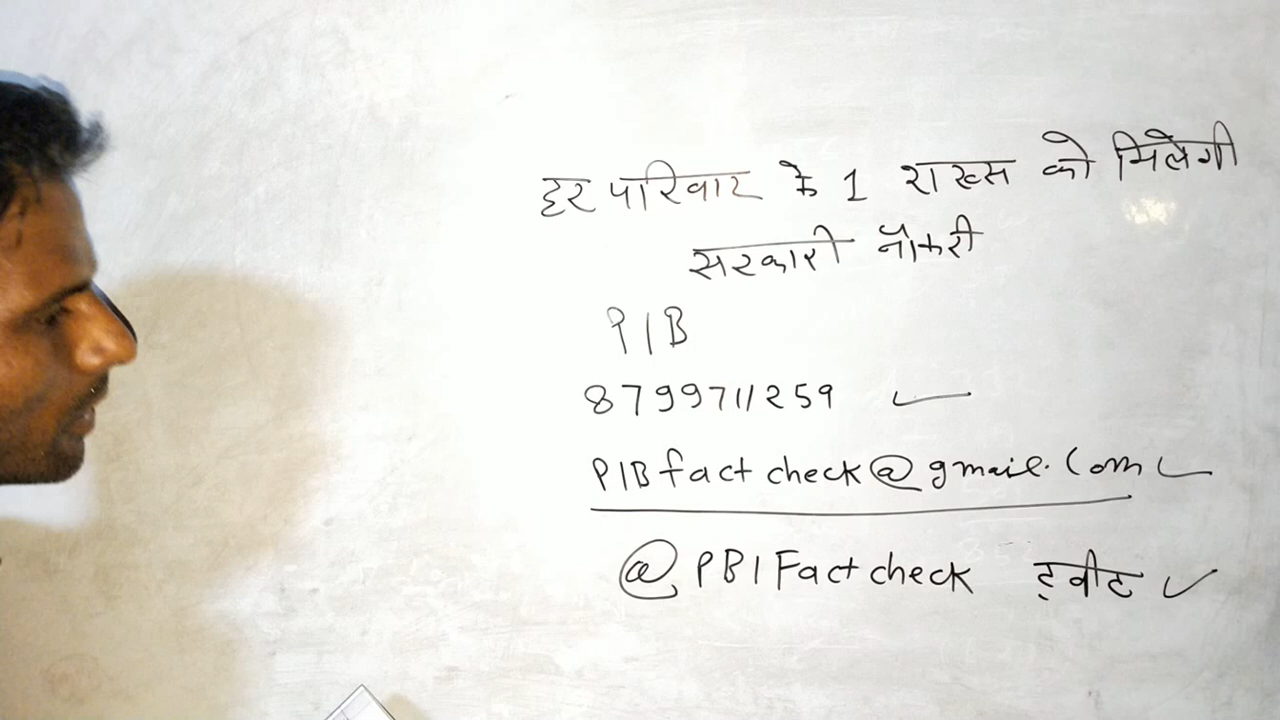 हर परिवार के 1 शख्स को मिलेगी
सरकारी नौकरी
PIB
8799711259
PIBfactcheck@gmail.com
@PBIFactcheck ट्वीट